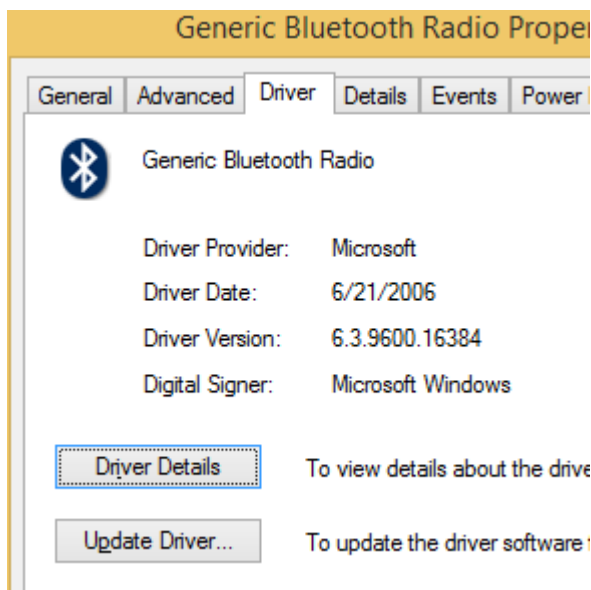 Generic Bluetooth Radio
General Advanced Driver Details Events Power
Generic Bluetooth Radio
Driver Provider: Microsoft
Driver Date: 6/21/2006
Driver Version: 6.3.9600.16384
Digital Signer: Microsoft Windows
Driver Details To view details about the
Update Driver... To update the driver software